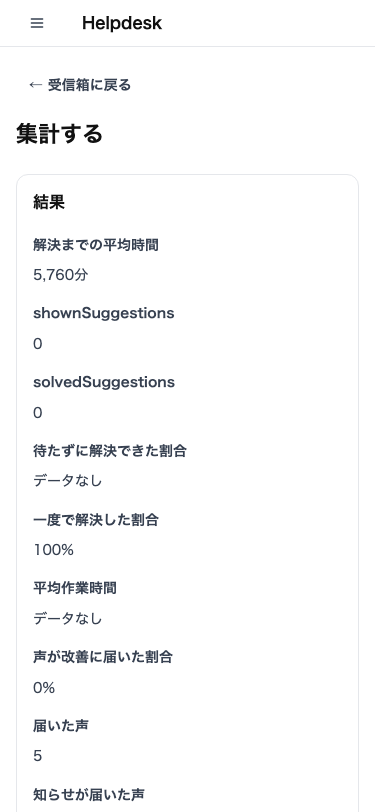 Helpdesk
← 受信箱に戻る
集計する
結果
解決までの平均時間
5,760分
shownSuggestions
0
solvedSuggestions
0
待たずに解決できた割合
データなし
一度で解決した割合
100%
平均作業時間
データなし
声が改善に届いた割合
0%
届いた声
5
知らせが届いた声